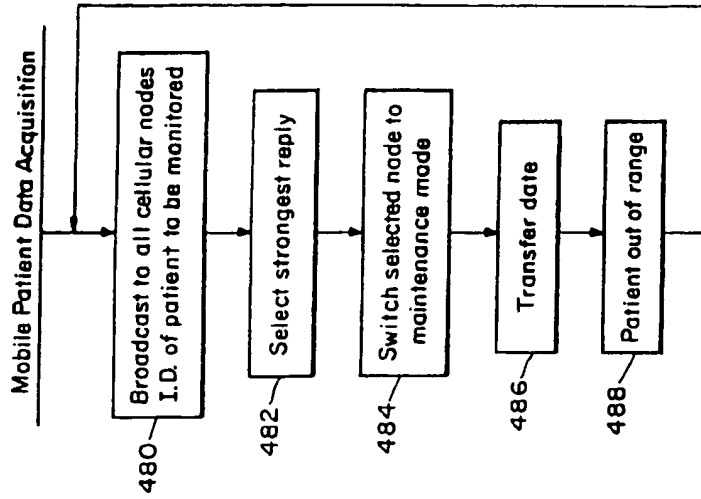 Mobile Patient Data Acquisition
Broadcast to all cellular nodes
I.D. of patient to be monitored
480
Select strongest reply
482
Switch selected node to
maintenance mode
484
Transfer date
486
Patient out of range
488